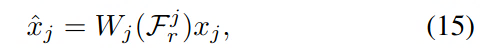 x̂_j = W_j(ℱ_r^j)x_j, (15)